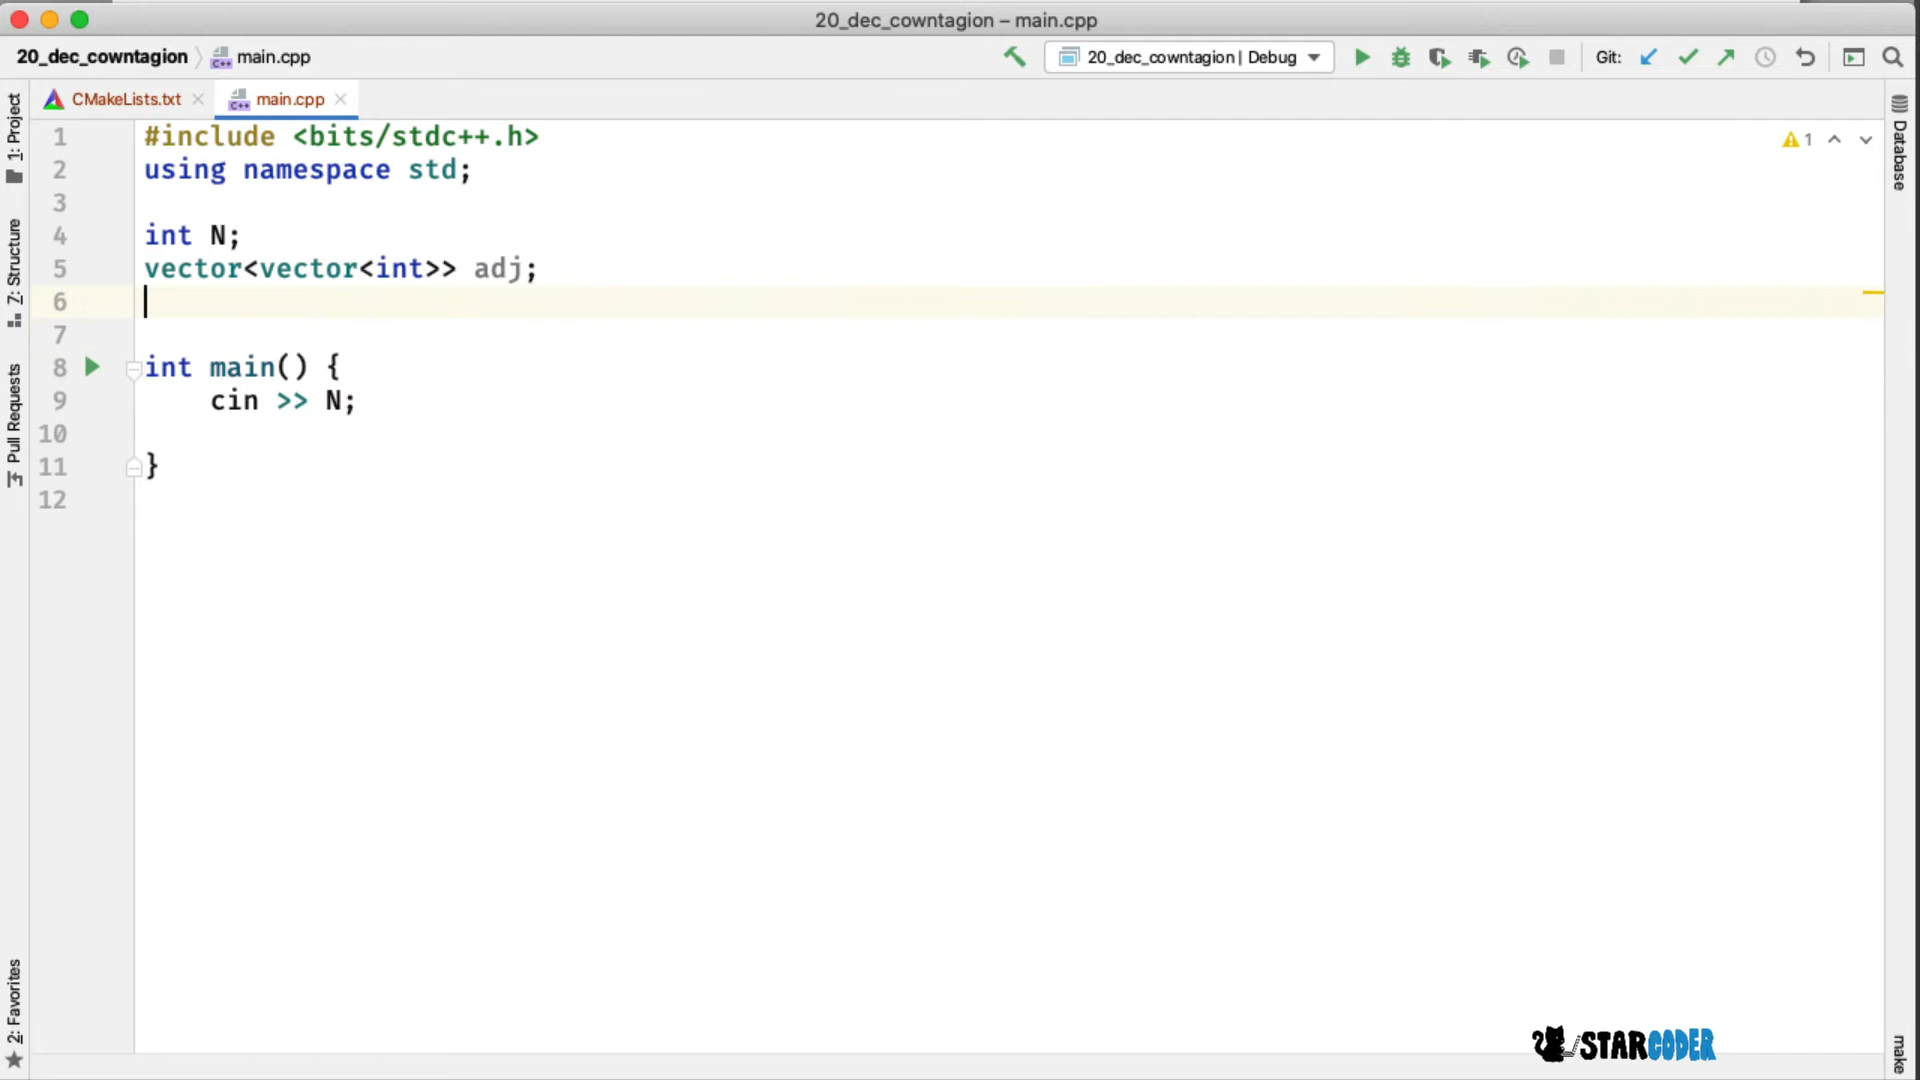 20_dec_cowntagion – main.cpp
20_dec_cowntagion main.cpp
20_dec_cowntagion | Debug
Git:
CMakeLists.txt
main.cpp
1 #include <bits/stdc++.h>
2 using namespace std;
3
4 int N;
5 vector<vector<int>> adj;
6
7
8 int main() {
9 cin >> N;
10
11 }
12
1
1: Project
7: Structure
Pull Requests
2: Favorites
Database
make
STARCODER